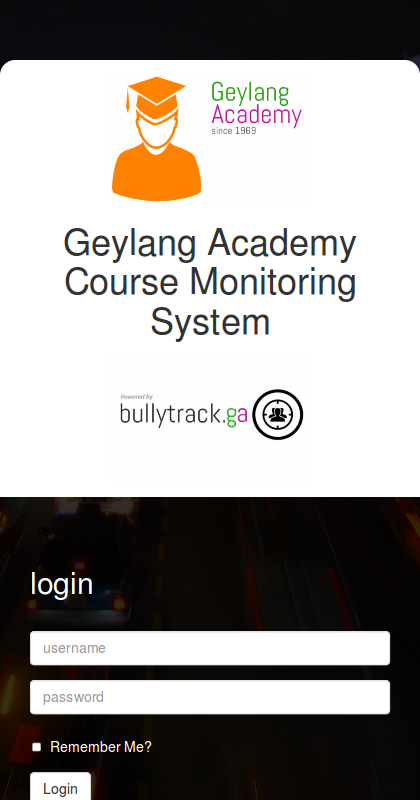 Geylang
Academy
since 1969
Geylang Academy
Course Monitoring
System
Powered by
bullytrack.ga
login
username
password
Remember Me?
Login